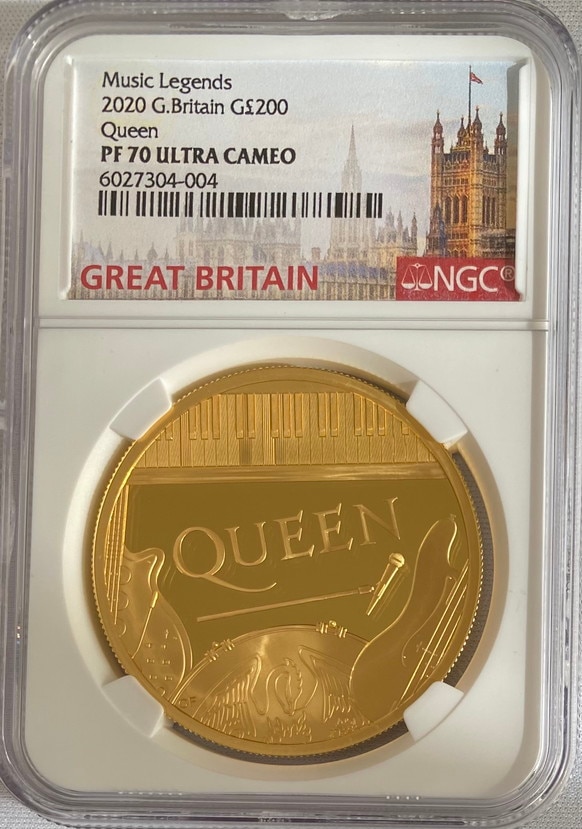 Music Legends
2020 G.Britain G£200
Queen
PF 70 ULTRA CAMEO
6027304-004
GREAT BRITAIN
NGC®
QUEEN